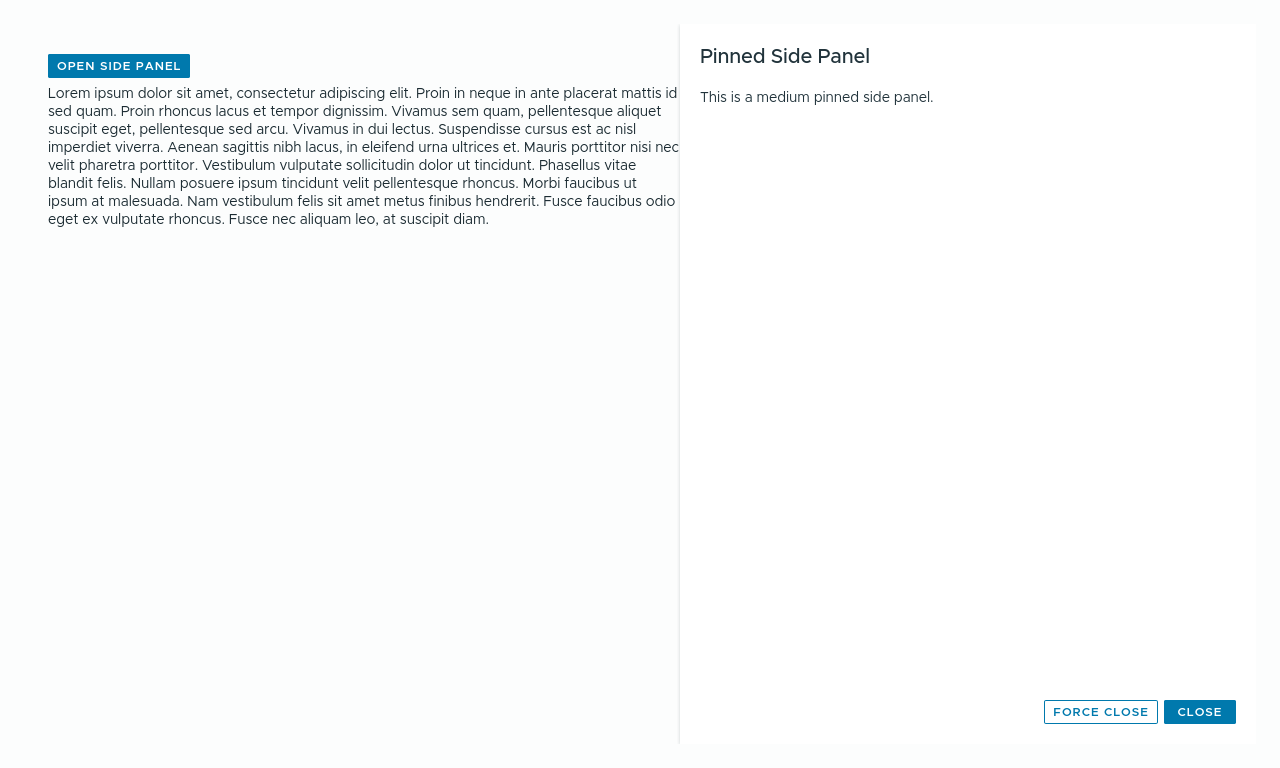 OPEN SIDE PANEL
Lorem ipsum dolor sit amet, consectetur adipiscing elit. Proin in neque in ante placerat mattis id
sed quam. Proin rhoncus lacus et tempor dignissim. Vivamus sem quam, pellentesque aliquet
suscipit eget, pellentesque sed arcu. Vivamus in dui lectus. Suspendisse cursus est ac nisl
imperdiet viverra. Aenean sagittis nibh lacus, in eleifend urna ultrices et. Mauris porttitor nisi nec
velit pharetra porttitor. Vestibulum vulputate sollicitudin dolor ut tincidunt. Phasellus vitae
blandit felis. Nullam posuere ipsum tincidunt velit pellentesque rhoncus. Morbi faucibus ut
ipsum at malesuada. Nam vestibulum felis sit amet metus finibus hendrerit. Fusce faucibus odio
eget ex vulputate rhoncus. Fusce nec aliquam leo, at suscipit diam.
Pinned Side Panel
This is a medium pinned side panel.
FORCE CLOSE
CLOSE